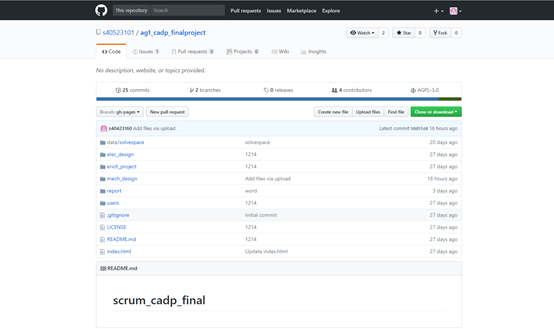 This repository Search Pull requests Issues Marketplace Explore
s40523101 / ag1_cadp_finalproject
Watch 2 Star 0 Fork 0
Code Issues 1 Pull requests 0 Projects 0 Wiki Insights
No description, website, or topics provided.
25 commits 2 branches 0 releases 4 contributors AGPL-3.0
Branch: gh-pages New pull request Create new file Upload files Find file Clone or download
s40423160 Add files via upload Latest commit 18 hours ago
data/solvespace solvespace 20 days ago
elec_design 1214 27 days ago
eric6_project 1214 27 days ago
mech_design Add files via upload 18 hours ago
report word 3 days ago
users 1214 27 days ago
.gitignore Initial commit 27 days ago
LICENSE 1214 27 days ago
README.md 1214 27 days ago
index.html Update index.html 27 days ago
README.md
scrum_cadp_final